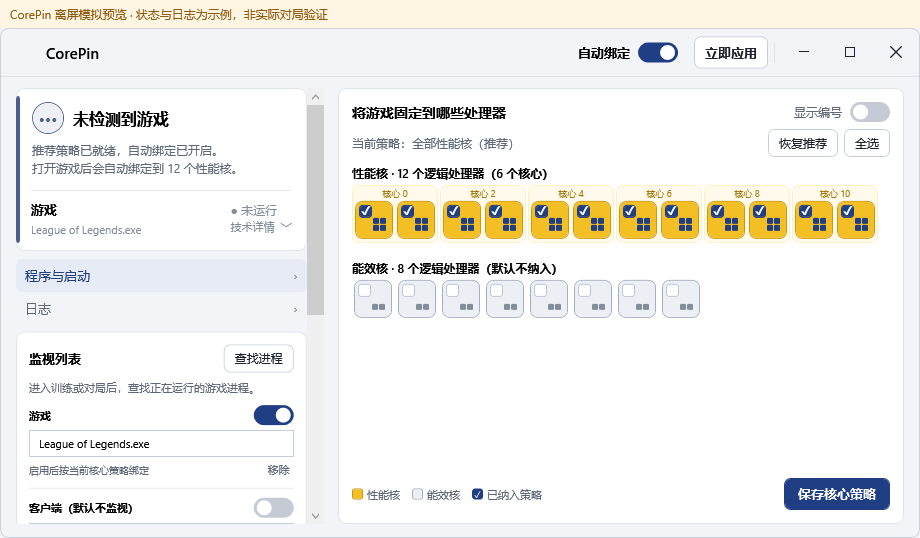 CorePin 离屏模拟预览 · 状态与日志为示例，非实际对局验证
CorePin
自动绑定
立即应用
未检测到游戏
推荐策略已就绪，自动绑定已开启。
打开游戏后会自动绑定到 12 个性能核。
游戏
● 未运行
League of Legends.exe
技术详情
程序与启动
日志
监视列表
查找进程
进入训练或对局后，查找正在运行的游戏进程。
游戏
League of Legends.exe
启用后按当前核心策略绑定
移除
客户端（默认不监视）
将游戏固定到哪些处理器
显示编号
当前策略：全部性能核（推荐）
恢复推荐
全选
性能核 · 12 个逻辑处理器（6 个核心）
核心 0
核心 2
核心 4
核心 6
核心 8
核心 10
能效核 · 8 个逻辑处理器（默认不纳入）
性能核
能效核
已纳入策略
保存核心策略